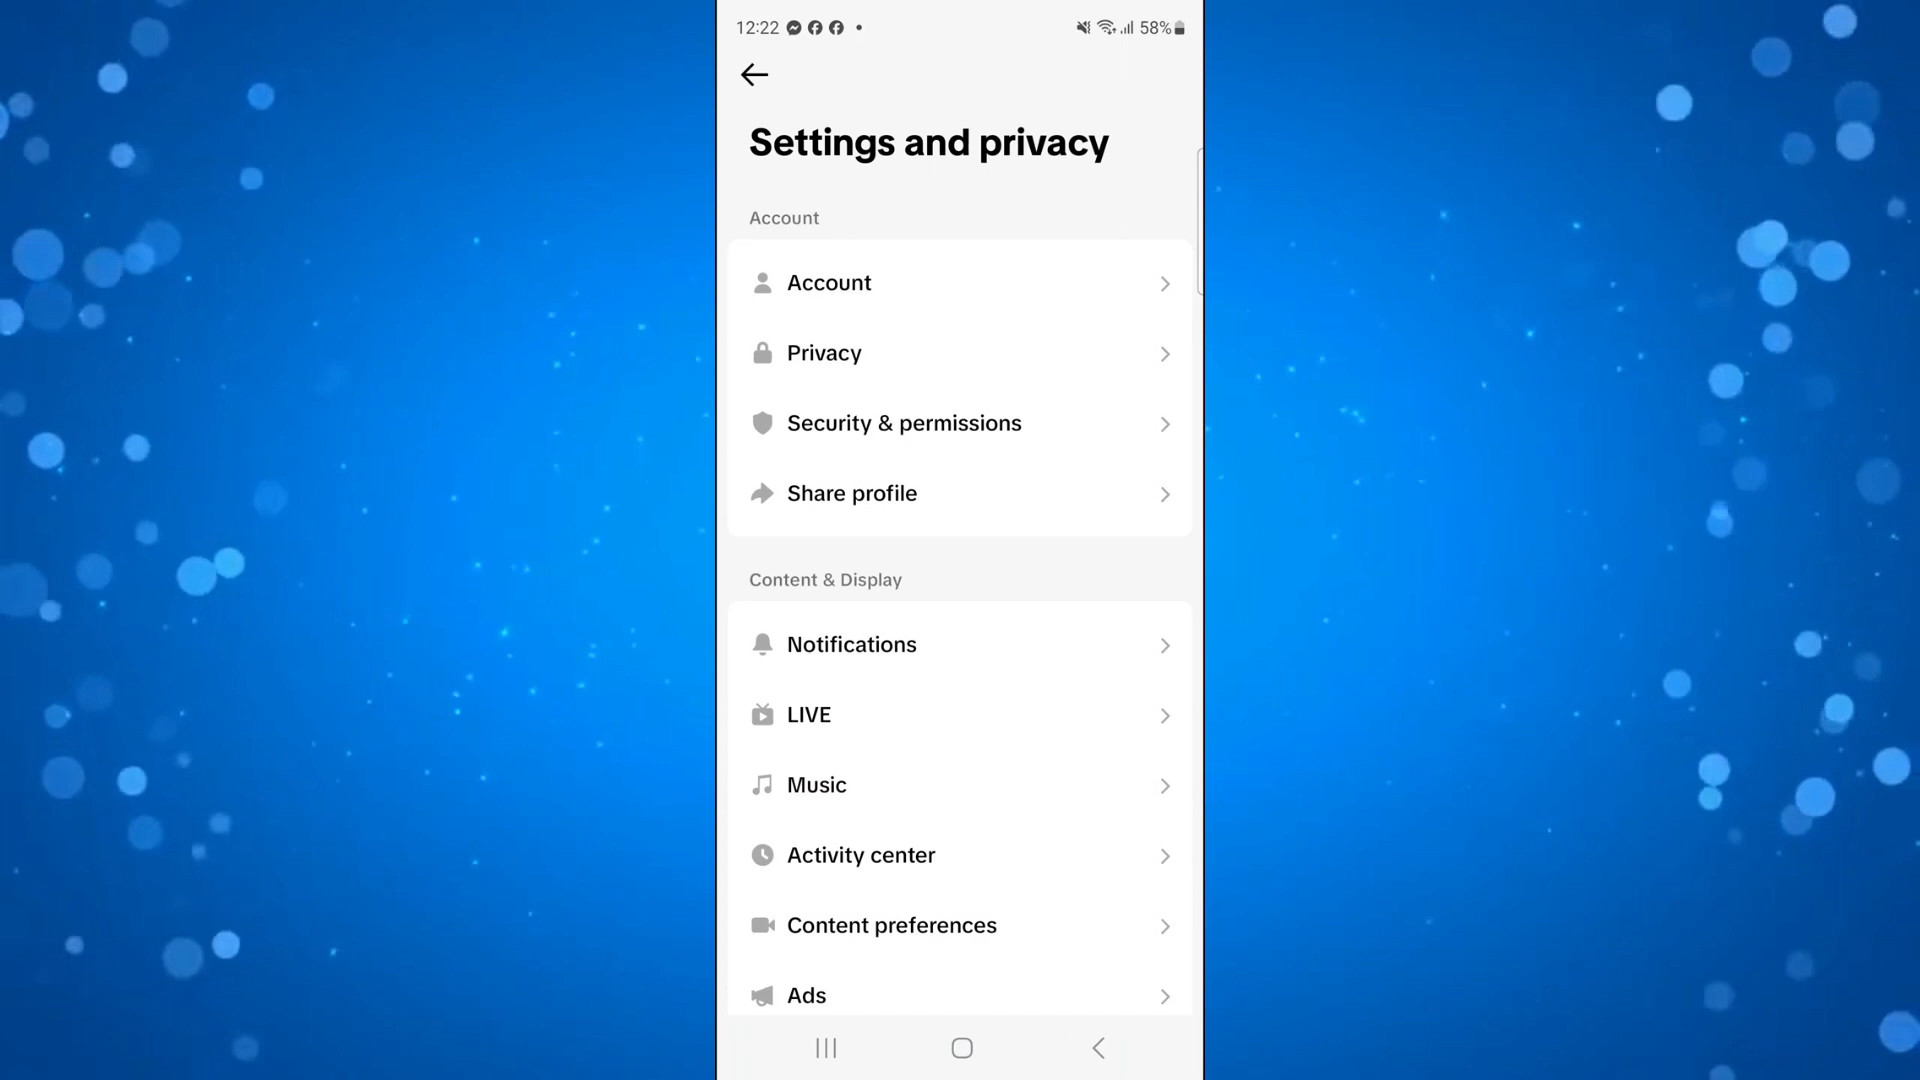 12:22 58%
Settings and privacy
Account
Account
Privacy
Security & permissions
Share profile
Content & Display
Notifications
LIVE
Music
Activity center
Content preferences
Ads